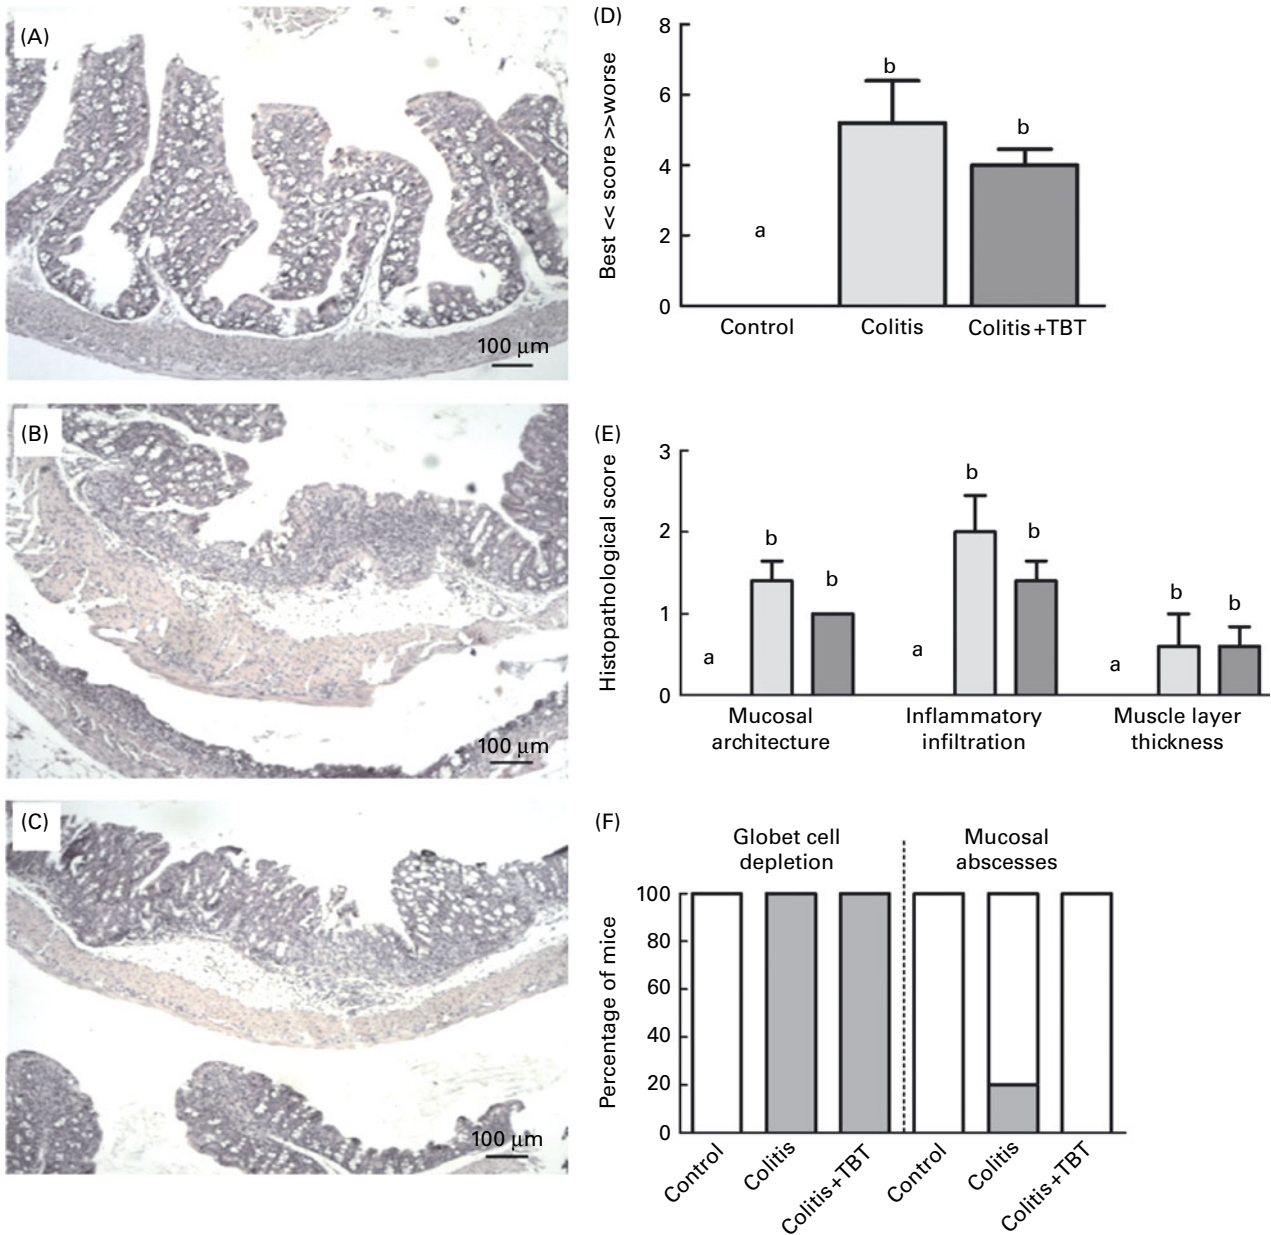 (A)
100 µm
(B)
100 µm
(C)
100 µm
(D)
Best << score >>worse
8
6
4
2
0
a
b
b
Control
Colitis
Colitis+TBT
(E)
Histopathological score
3
2
1
0
a
b
b
a
b
b
a
b
b
Mucosal
architecture
Inflammatory
infiltration
Muscle layer
thickness
(F)
Globet cell
depletion
Mucosal
abscesses
Percentage of mice
100
80
60
40
20
0
Control
Colitis
Colitis+TBT
Control
Colitis
Colitis+TBT